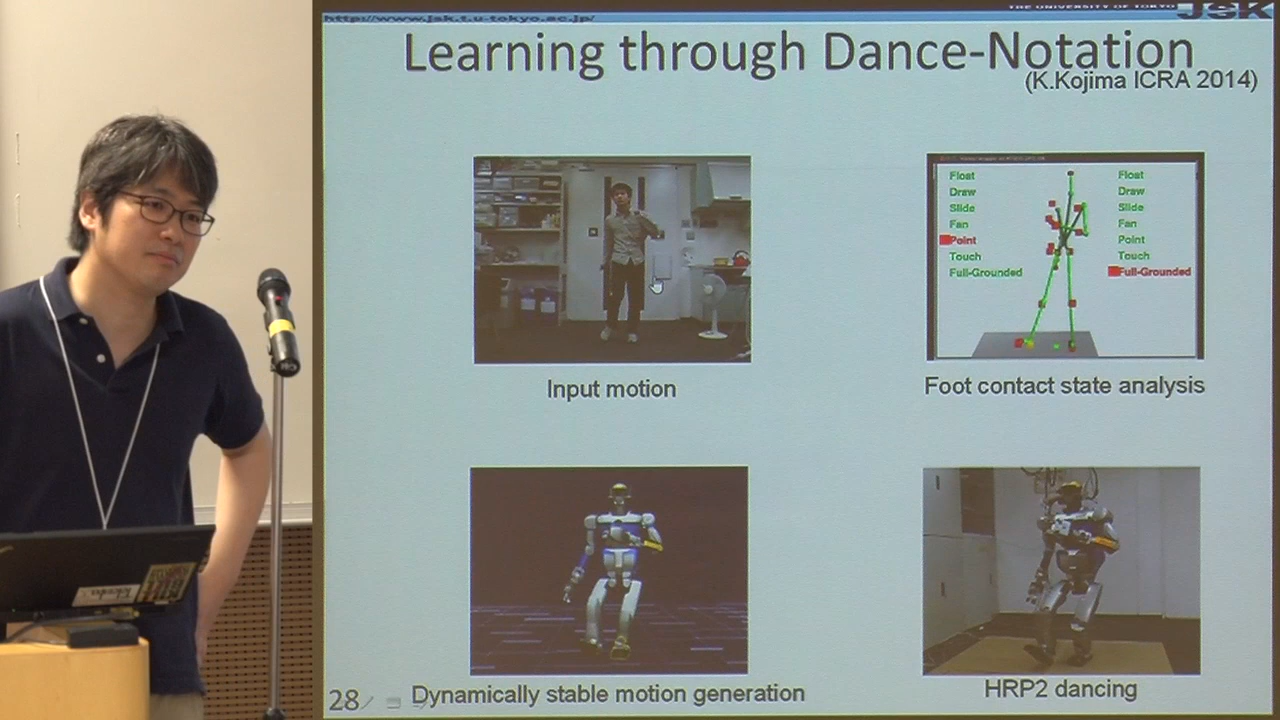 http://www.jsk.t.u-tokyo.ac.jp/
THE UNIVERSITY OF TOKYO JSK
Learning through Dance-Notation
(K.Kojima ICRA 2014)
Float
Draw
Slide
Fan
Point
Touch
Full-Grounded
Float
Draw
Slide
Fan
Point
Touch
Full-Grounded
Input motion
Foot contact state analysis
Dynamically stable motion generation
HRP2 dancing
28